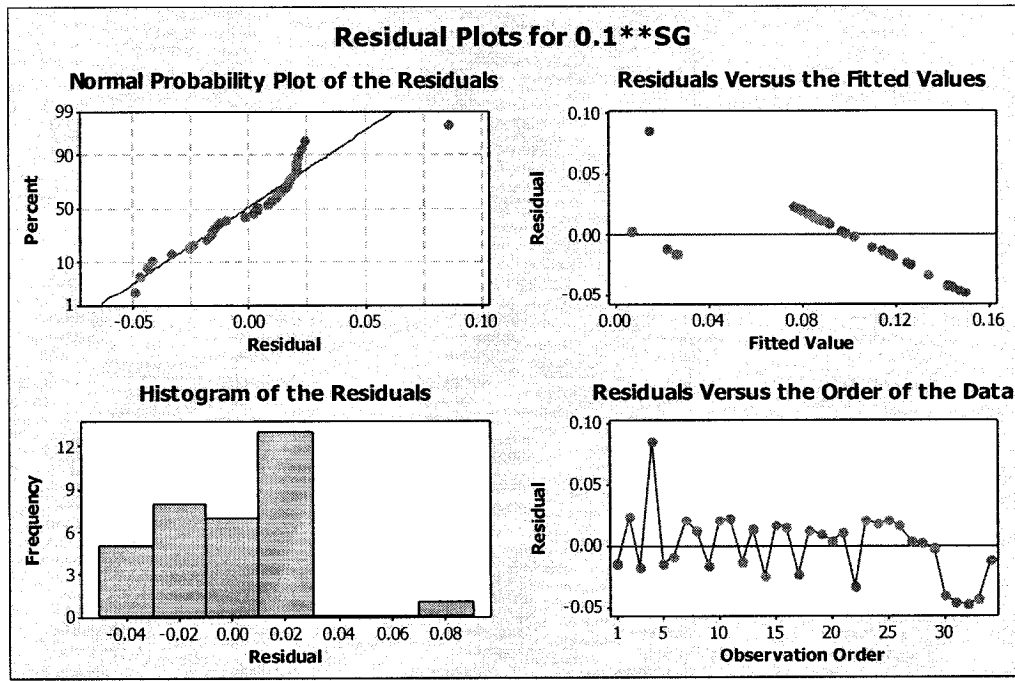 Residual Plots for 0.1**SG
Normal Probability Plot of the Residuals
99
90
50
10
1
Percent
-0.05 0.00 0.05 0.10
Residual
Residuals Versus the Fitted Values
0.10
0.05
0.00
-0.05
Residual
0.00 0.04 0.08 0.12 0.16
Fitted Value
Histogram of the Residuals
12
9
6
3
0
Frequency
-0.04 -0.02 0.00 0.02 0.04 0.06 0.08
Residual
Residuals Versus the Order of the Data
0.10
0.05
0.00
-0.05
Residual
1 5 10 15 20 25 30
Observation Order